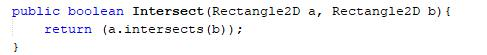 public boolean Intersect(Rectangle2D a, Rectangle2D b){
    return (a.intersects(b));
}